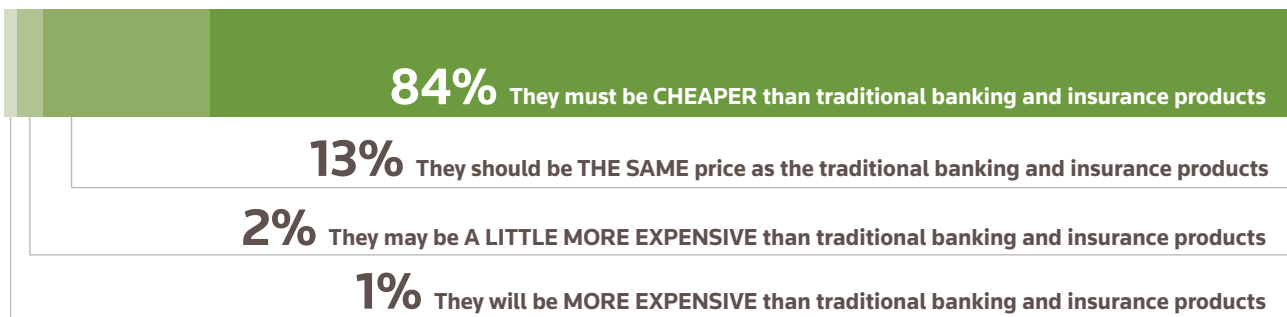 84% They must be CHEAPER than traditional banking and insurance products
13% They should be THE SAME price as the traditional banking and insurance products
2% They may be A LITTLE MORE EXPENSIVE than traditional banking and insurance products
1% They will be MORE EXPENSIVE than traditional banking and insurance products